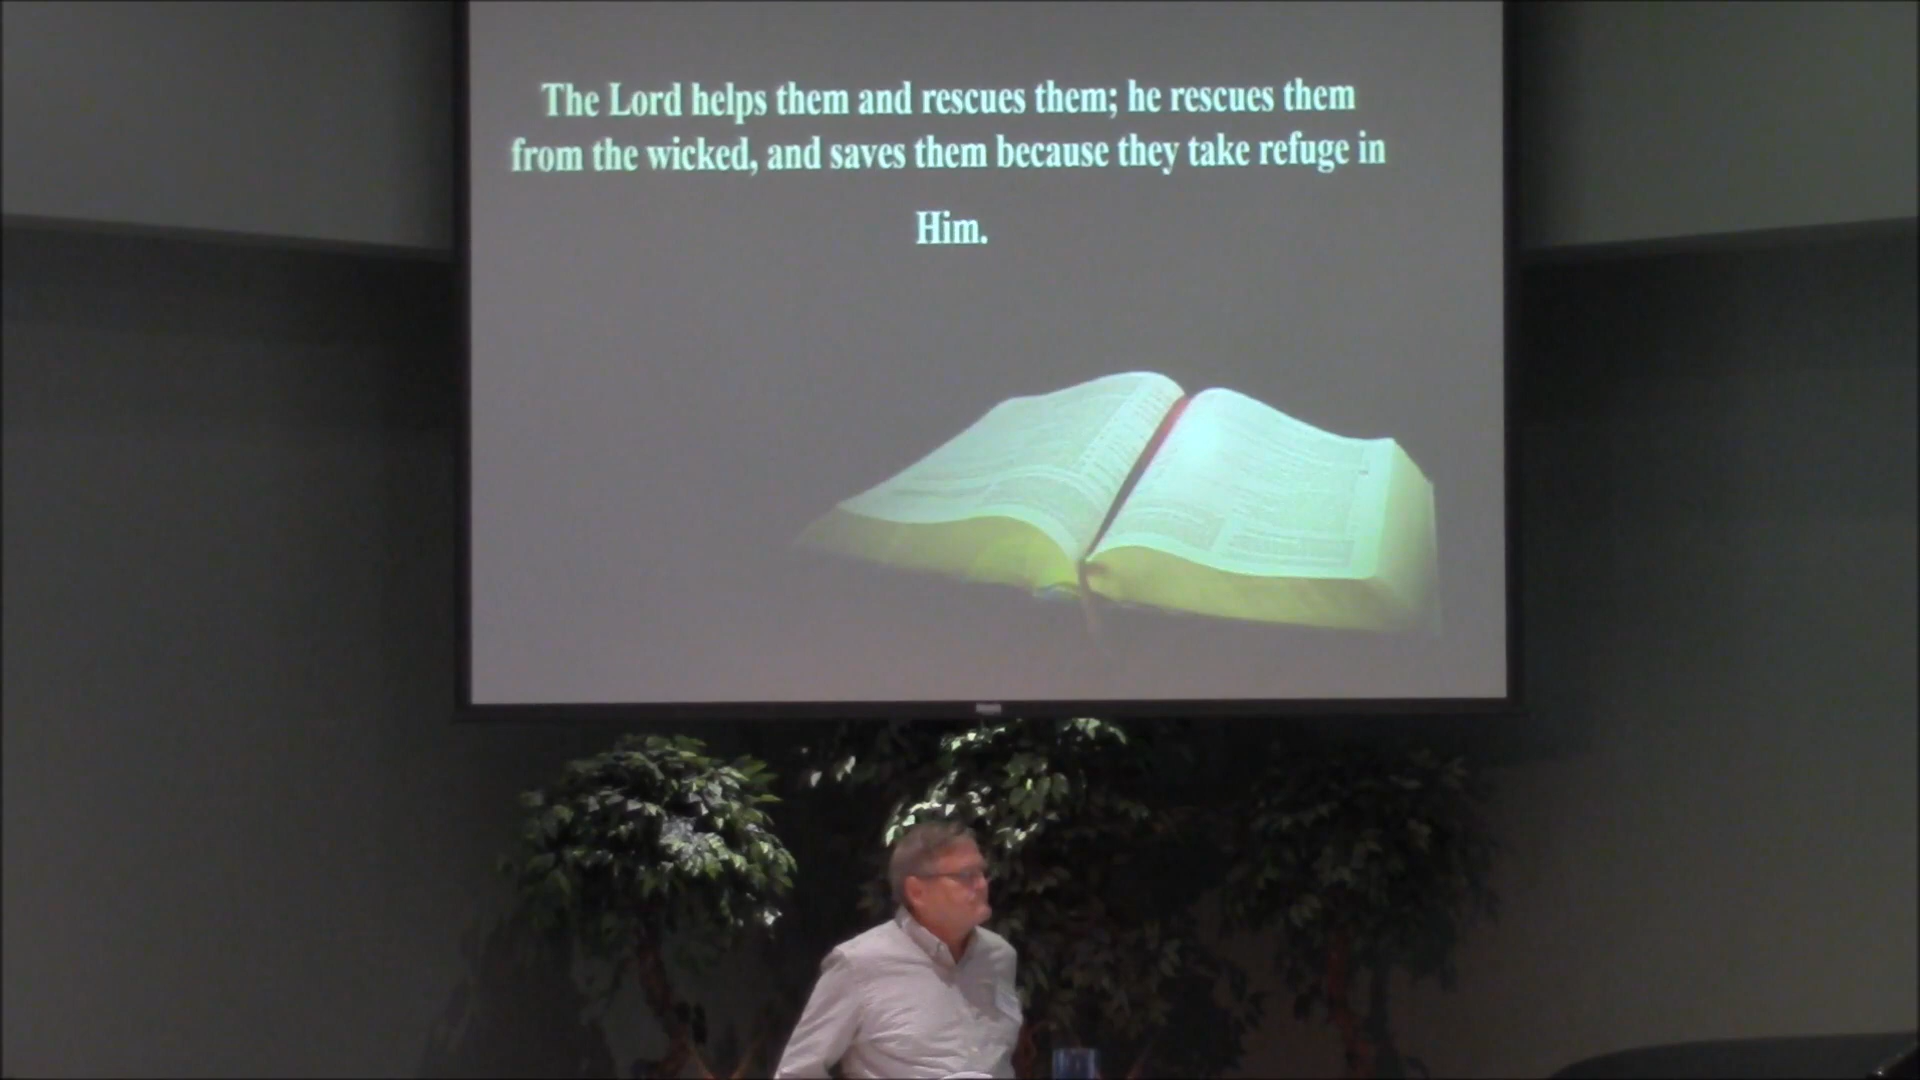 The Lord helps them and rescues them; he rescues them
from the wicked, and saves them because they take refuge in
Him.